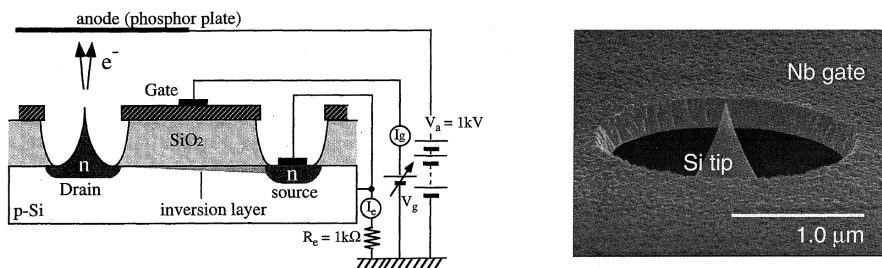 anode (phosphor plate)
e⁻
Gate
SiO₂
Vₐ = 1kV
I_g
n
Drain
n
source
p-Si
inversion layer
V_g
I_e
R_e = 1kΩ
Nb gate
Si tip
1.0 μm